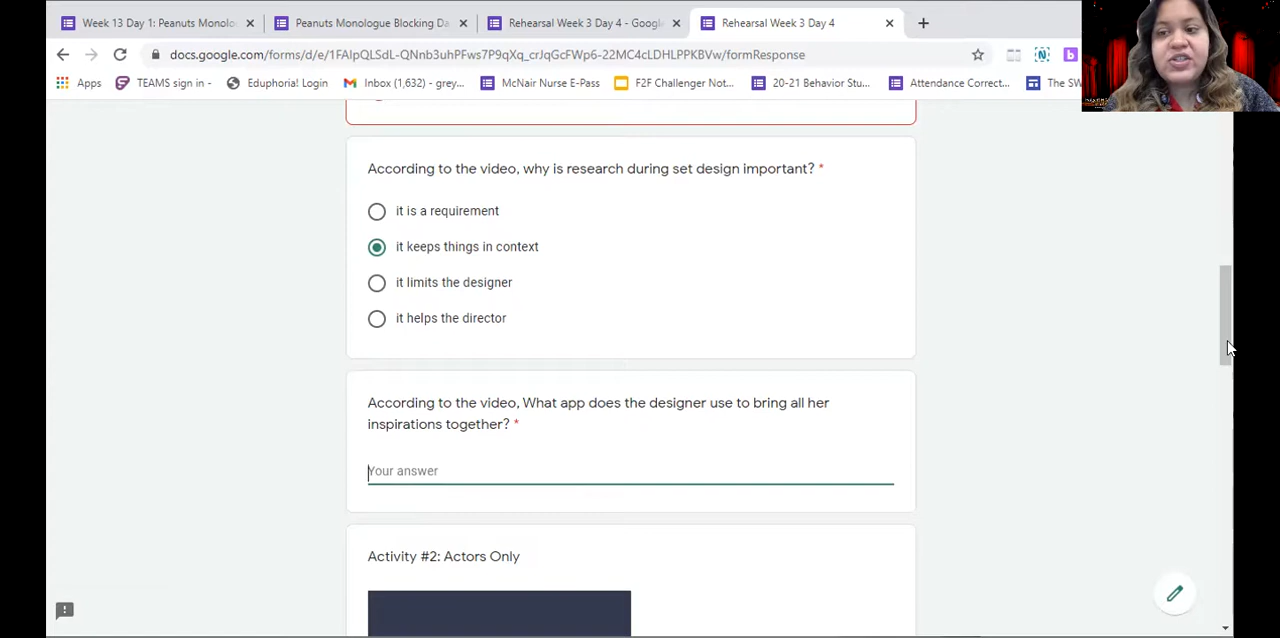 Week 13 Day 1: Peanuts Monolo
Peanuts Monologue Blocking Da
Rehearsal Week 3 Day 4 - Google
Rehearsal Week 3 Day 4
docs.google.com/forms/d/e/1FAIpQLSdL-QNnb3uhPFws7P9qXq_crJqGcFWp6-22MC4cLDHLPPKBVw/formResponse
Apps
TEAMS sign in -
Eduphoria! Login
Inbox (1,632) - grey...
McNair Nurse E-Pass
F2F Challenger Not...
20-21 Behavior Stu...
Attendance Correct...
The SW
According to the video, why is research during set design important? *
it is a requirement
it keeps things in context
it limits the designer
it helps the director
According to the video, What app does the designer use to bring all her
inspirations together? *
Your answer
Activity #2: Actors Only